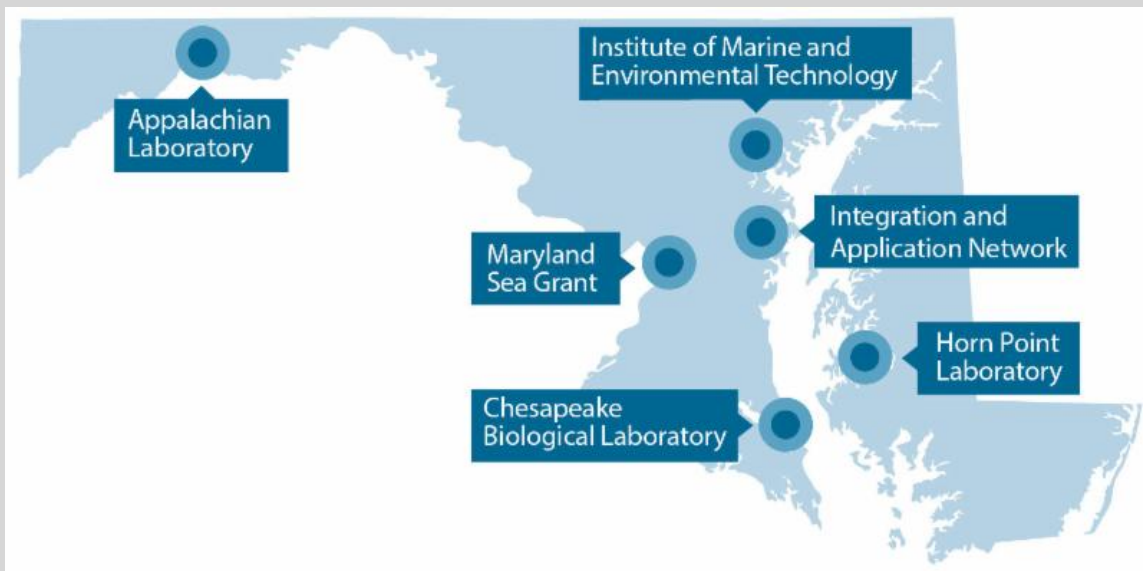 Institute of Marine and
Environmental Technology
Appalachian
Laboratory
Integration and
Application Network
Maryland
Sea Grant
Horn Point
Laboratory
Chesapeake
Biological Laboratory